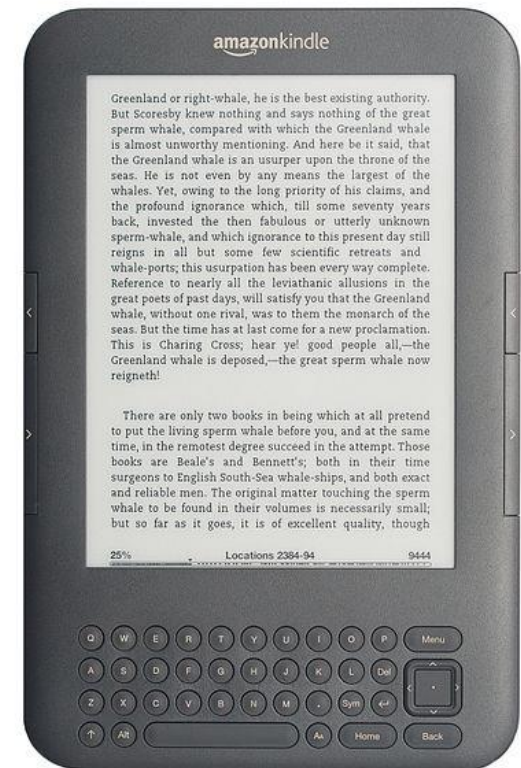 amazonkindle
Greenland or right-whale, he is the best existing authority.
But Scoresby knew nothing and says nothing of the great
sperm whale, compared with which the Greenland whale
is almost unworthy mentioning. And here be it said, that
the Greenland whale is an usurper upon the throne of the
seas. He is not even by any means the largest of the
whales. Yet, owing to the long priority of his claims, and
the profound ignorance which, till some seventy years
back, invested the then fabulous or utterly unknown
sperm-whale, and which ignorance to this present day still
reigns in all but some few scientific retreats and
whale-ports; this usurpation has been every way complete.
Reference to nearly all the leviathanic allusions in the
great poets of past days, will satisfy you that the Greenland
whale, without one rival, was to them the monarch of the
seas. But the time has at last come for a new proclamation.
This is Charing Cross; hear ye! good people all,—the
Greenland whale is deposed,—the great sperm whale now
reigneth!
There are only two books in being which at all pretend
to put the living sperm whale before you, and at the same
time, in the remotest degree succeed in the attempt. Those
books are Beale's and Bennett's; both in their time
surgeons to English South-Sea whale-ships, and both exact
and reliable men. The original matter touching the sperm
whale to be found in their volumes is necessarily small;
but so far as it goes, it is of excellent quality, though
25% Locations 2384-94 9444
Q W E R T Y U I O P Menu
A S D F G H J K L Del
Z X C V B N M . Sym
Alt Aa Home Back